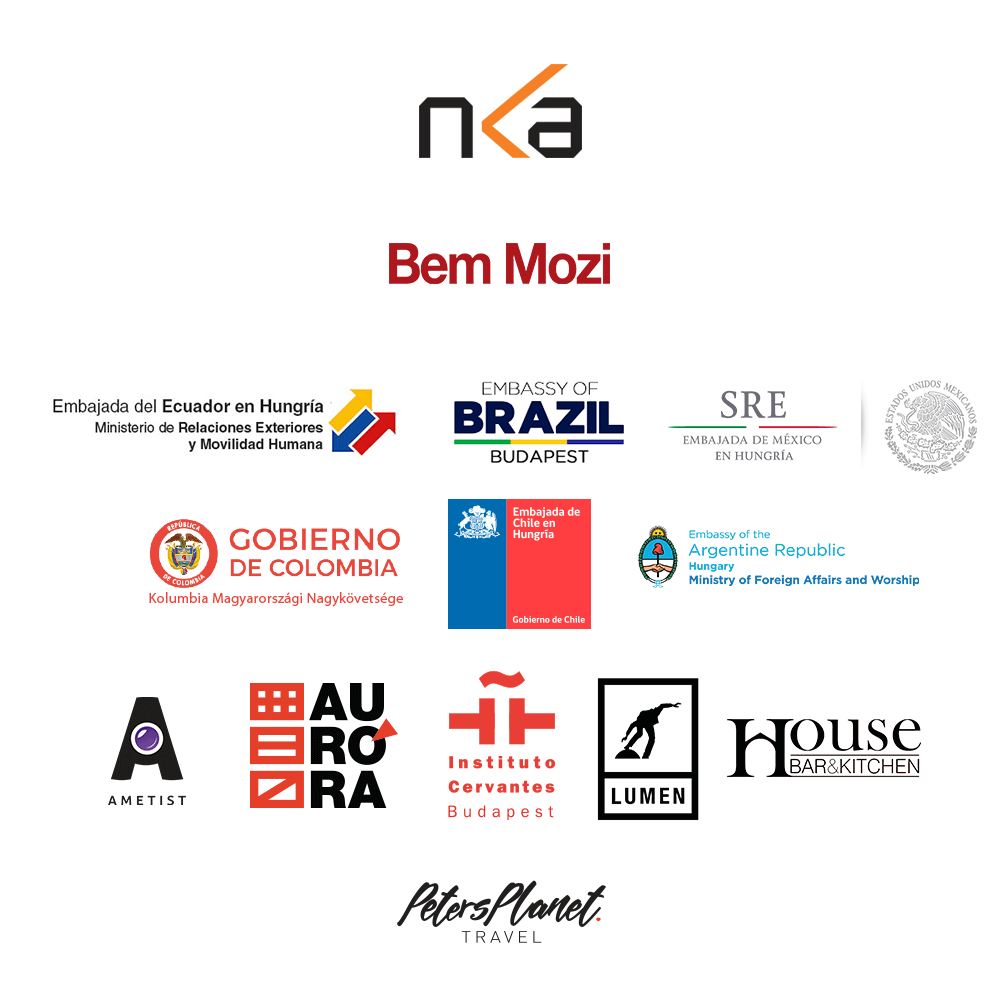 nka
Bem Mozi
Embajada del Ecuador en Hungría
Ministerio de Relaciones Exteriores
y Movilidad Humana
EMBASSY OF
BRAZIL
BUDAPEST
SRE
EMBAJADA DE MÉXICO
EN HUNGRÍA
ESTADOS UNIDOS MEXICANOS
REPÚBLICA
DE COLOMBIA
GOBIERNO
DE COLOMBIA
Kolumbia Magyarországi Nagykövetsége
Embajada de
Chile en
Hungría
Gobierno de Chile
Embassy of the
Argentine Republic
Hungary
Ministry of Foreign Affairs and Worship
AMETIST
AU
RÓ
RA
Instituto
Cervantes
Budapest
LUMEN
House
BAR&KITCHEN
PetersPlanet.
TRAVEL